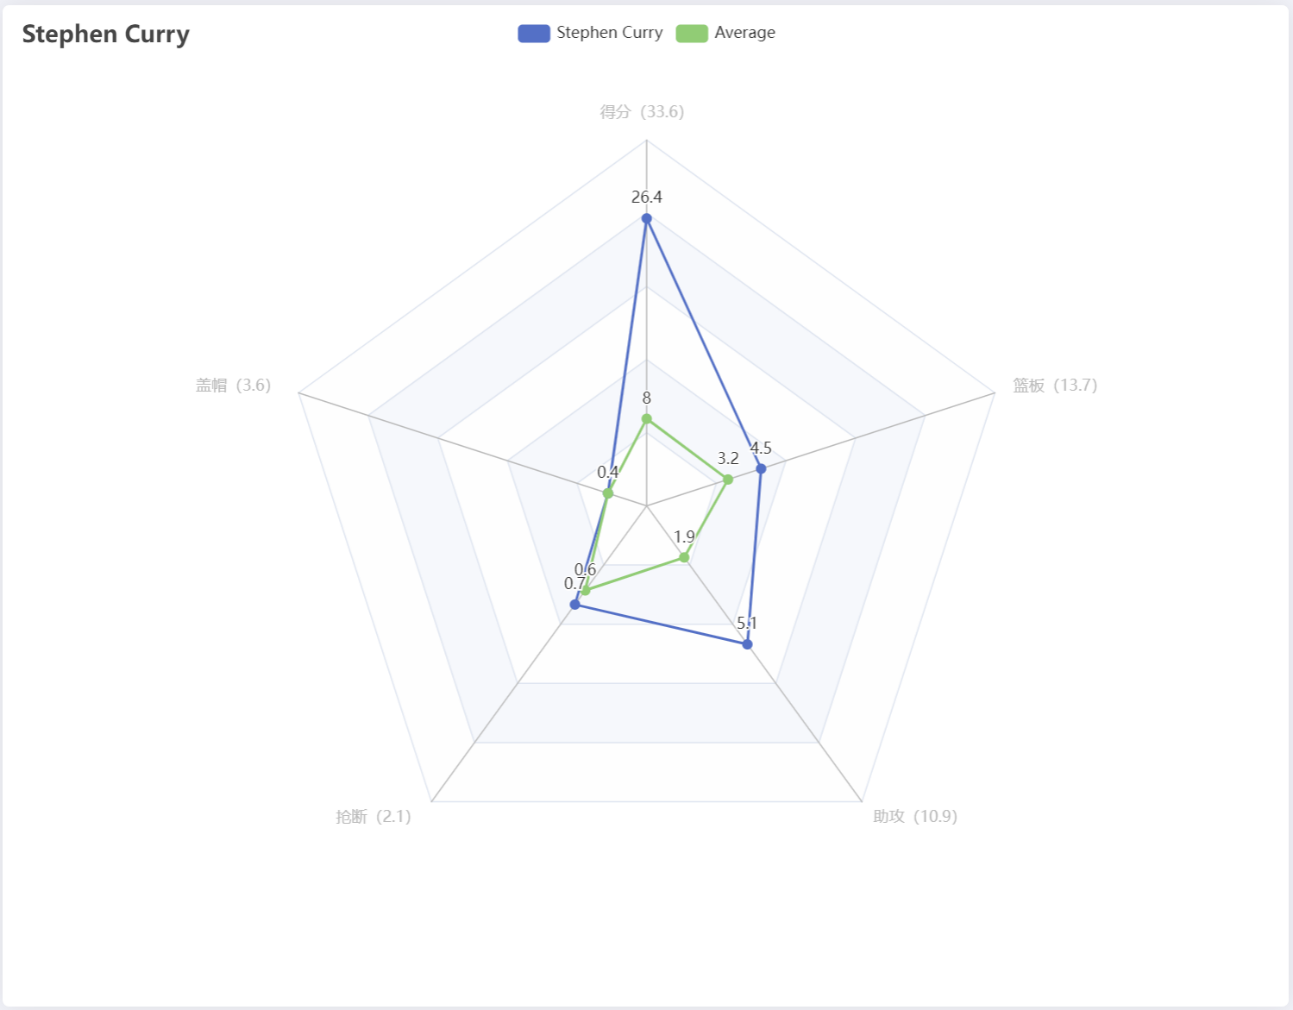 Stephen Curry
Stephen Curry
Average
得分（33.6）
26.4
盖帽（3.6）
篮板（13.7）
8
4.5
3.2
0.4
1.9
0.6
0.7
5.1
抢断（2.1）
助攻（10.9）